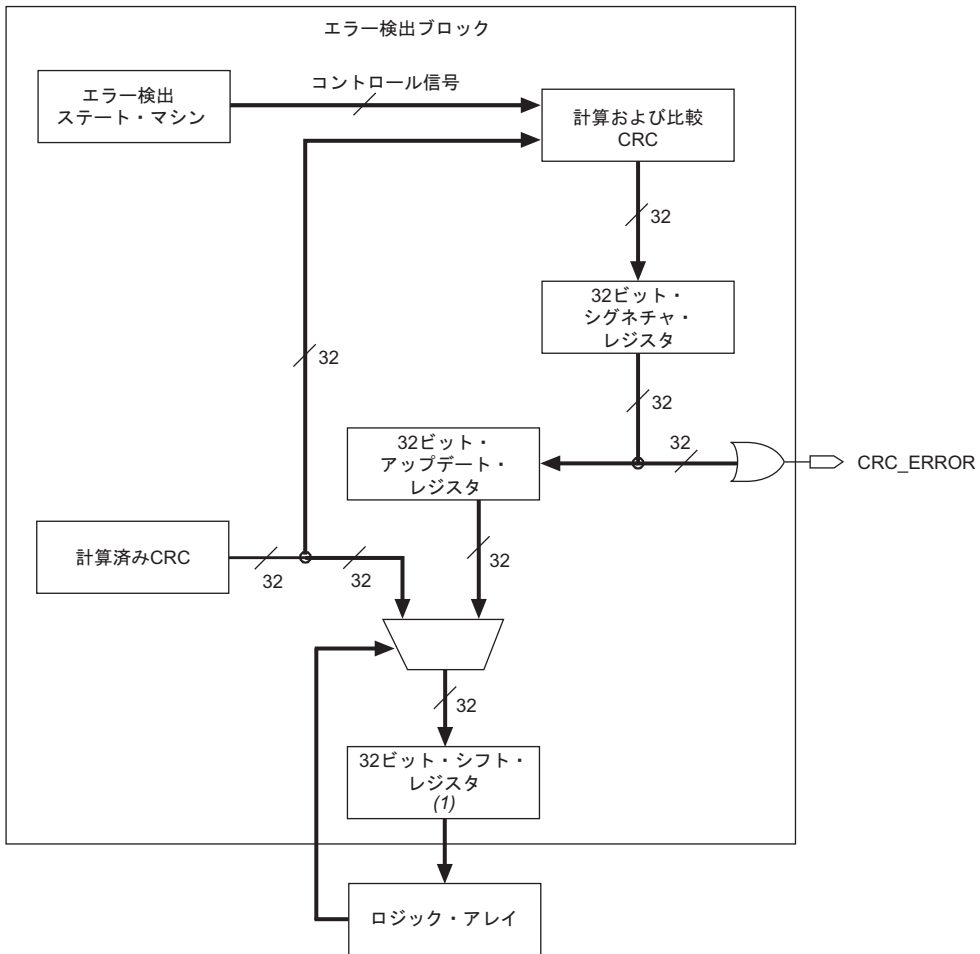 エラー検出ブロック
エラー検出
ステート・マシン
コントロール信号
計算および比較
CRC
32
32ビット・
シグネチャ・
レジスタ
32
32
32
32ビット・
アップデート・
レジスタ
CRC_ERROR
計算済みCRC
32
32
32
32
32ビット・シフト・
レジスタ
(1)
ロジック・アレイ